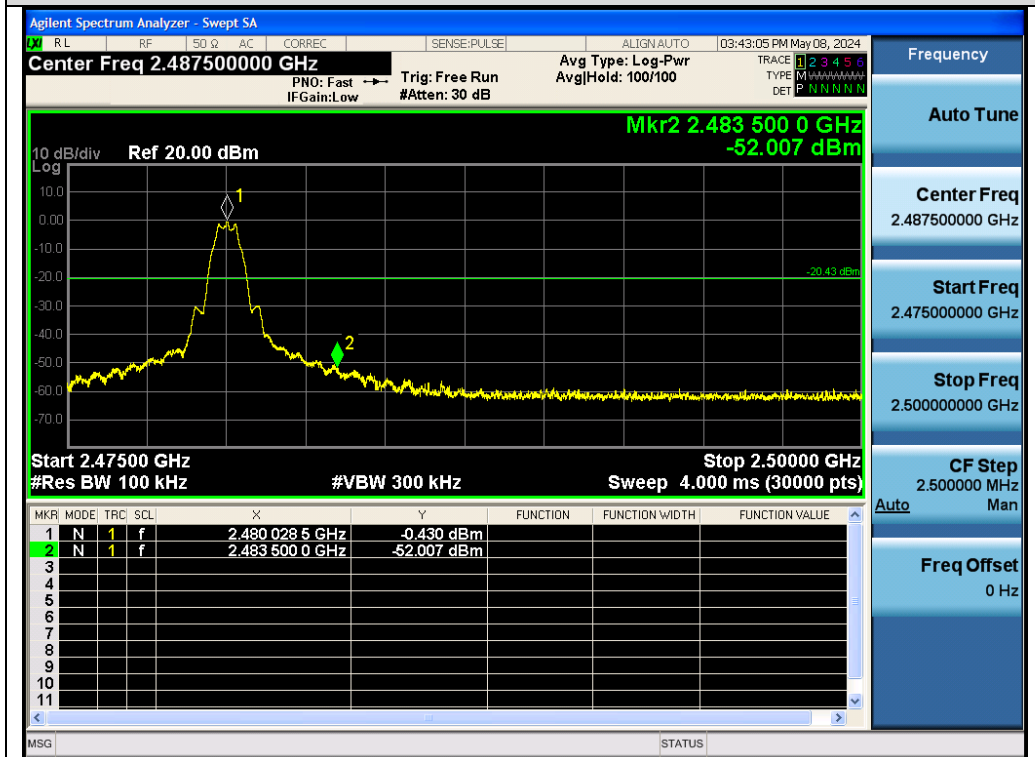 Agilent Spectrum Analyzer - Swept SA
LXI RL RF 50 Ω AC CORREC SENSE:PULSE ALIGN AUTO 03:43:05 PM May 08, 2024
Center Freq 2.487500000 GHz
PNO: Fast
IFGain:Low
Trig: Free Run
#Atten: 30 dB
Avg Type: Log-Pwr
Avg|Hold: 100/100
TRACE 1 2 3 4 5 6
TYPE M
DET P N N N N N
Mkr2 2.483 500 0 GHz
-52.007 dBm
10 dB/div Ref 20.00 dBm
Log
10.0
0.00
-10.0
-20.0
-30.0
-40.0
-50.0
-60.0
-70.0
1
2
-20.43 dBm
Start 2.47500 GHz Stop 2.50000 GHz
#Res BW 100 kHz #VBW 300 kHz Sweep 4.000 ms (30000 pts)
MKR MODE TRC SCL X Y FUNCTION FUNCTION WIDTH FUNCTION VALUE
1 N 1 f 2.480 028 5 GHz -0.430 dBm
2 N 1 f 2.483 500 0 GHz -52.007 dBm
3
4
5
6
7
8
9
10
11
MSG STATUS
Frequency
Auto Tune
Center Freq
2.487500000 GHz
Start Freq
2.475000000 GHz
Stop Freq
2.500000000 GHz
CF Step
2.500000 MHz
Auto Man
Freq Offset
0 Hz